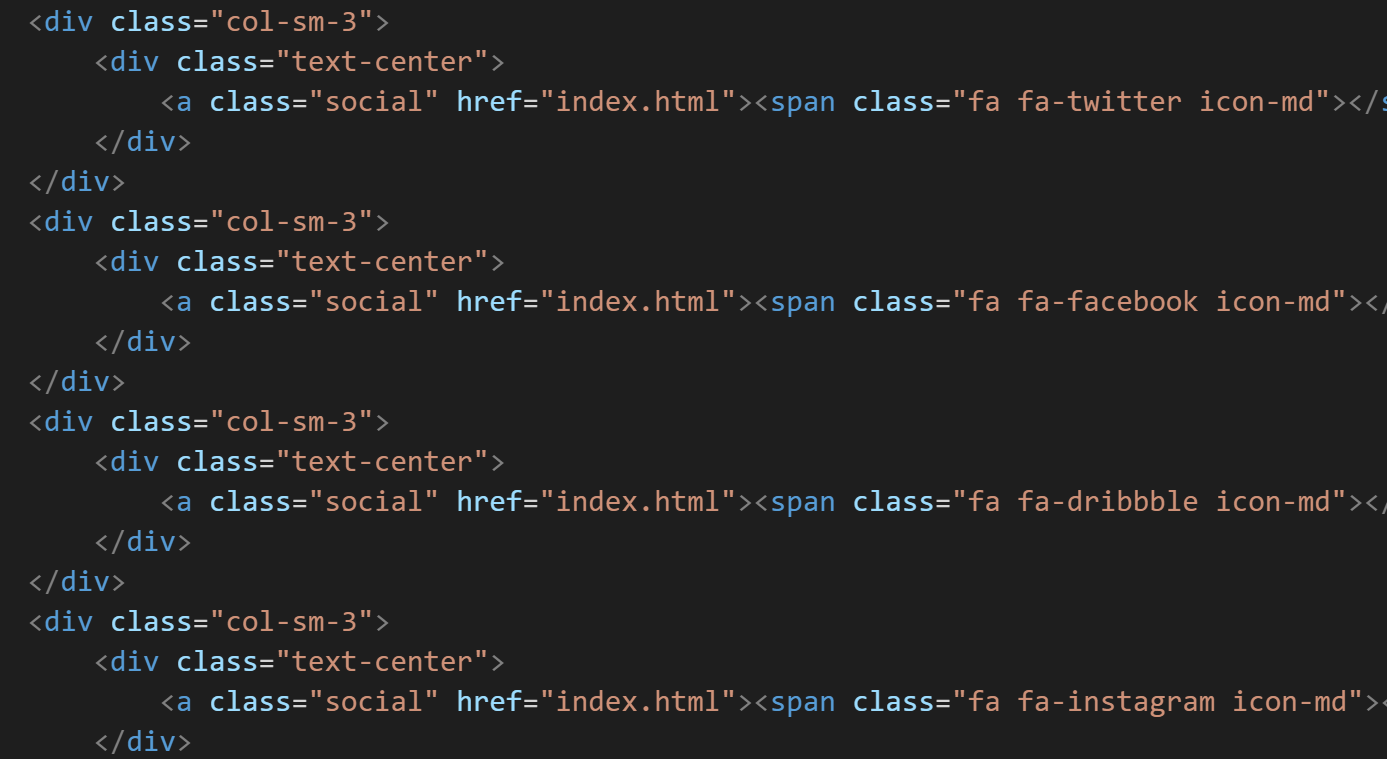 <div class="col-sm-3">
    <div class="text-center">
        <a class="social" href="index.html"><span class="fa fa-twitter icon-md"></s
    </div>
</div>
<div class="col-sm-3">
    <div class="text-center">
        <a class="social" href="index.html"><span class="fa fa-facebook icon-md"></
    </div>
</div>
<div class="col-sm-3">
    <div class="text-center">
        <a class="social" href="index.html"><span class="fa fa-dribbble icon-md"></
    </div>
</div>
<div class="col-sm-3">
    <div class="text-center">
        <a class="social" href="index.html"><span class="fa fa-instagram icon-md"><
    </div>